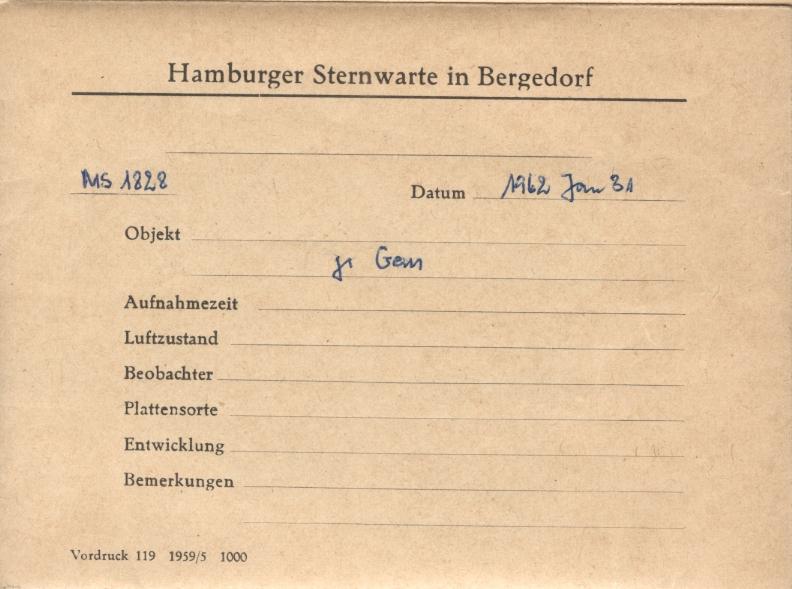 Hamburger Sternwarte in Bergedorf
MS 1828
Datum 1962 Jan 31
Objekt
Gem
Aufnahmezeit
Luftzustand
Beobachter
Plattensorte
Entwicklung
Bemerkungen
Vordruck 119 1959/5 1000